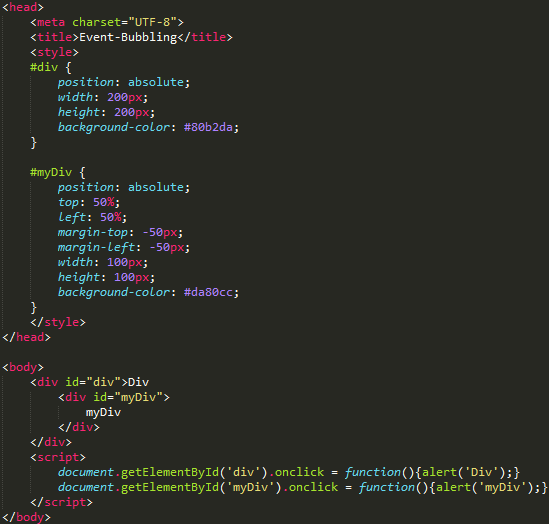 <head>
    <meta charset="UTF-8">
    <title>Event-Bubbling</title>
    <style>
    #div {
        position: absolute;
        width: 200px;
        height: 200px;
        background-color: #80b2da;
    }

    #myDiv {
        position: absolute;
        top: 50%;
        left: 50%;
        margin-top: -50px;
        margin-left: -50px;
        width: 100px;
        height: 100px;
        background-color: #da80cc;
    }
    </style>
</head>

<body>
    <div id="div">Div
        <div id="myDiv">
            myDiv
        </div>
    </div>
    <script>
        document.getElementById('div').onclick = function(){alert('Div');}
        document.getElementById('myDiv').onclick = function(){alert('myDiv');}
    </script>
</body>